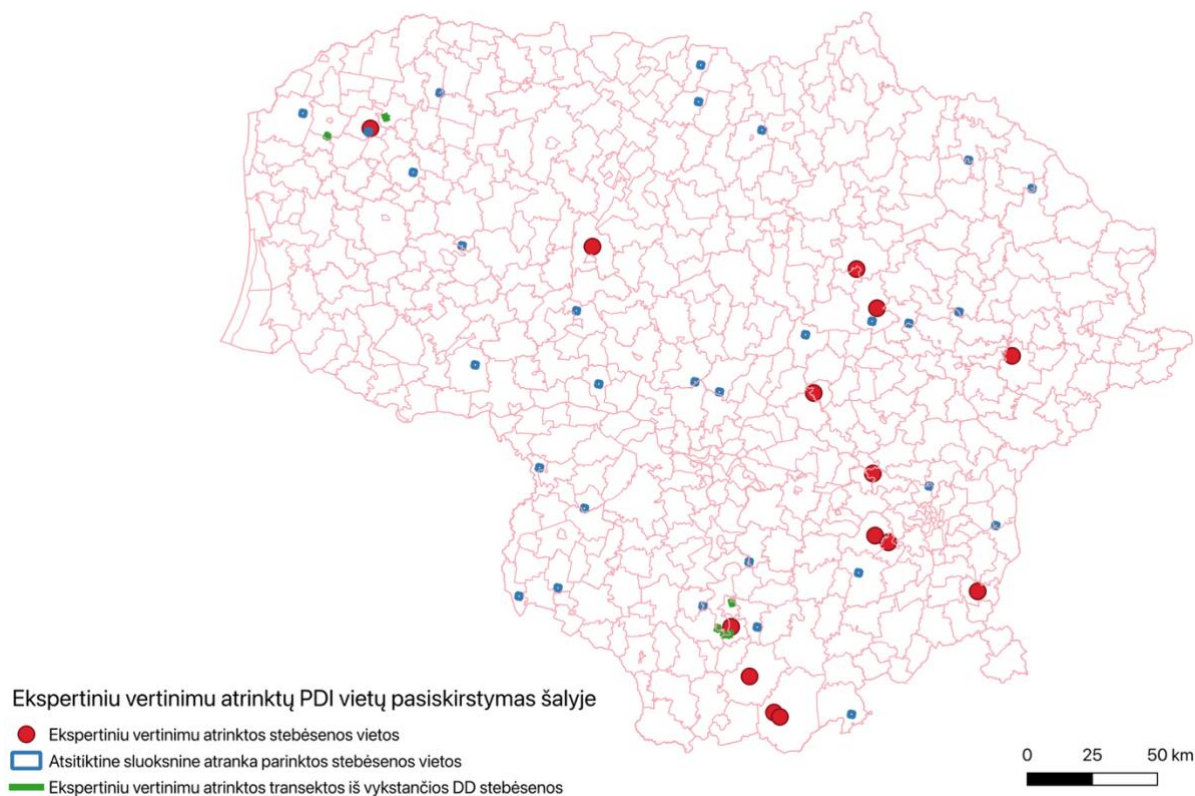 Ekspertiniu vertinimu atrinktų PDI vietų pasiskirstymas šalyje
Ekspertiniu vertinimu atrinktos stebėsenos vietos
Atsitiktine sluoksnine atranka parinktos stebėsenos vietos
Ekspertiniu vertinimu atrinktos transektos iš vykstančios DD stebėsenos
0 25 50 km